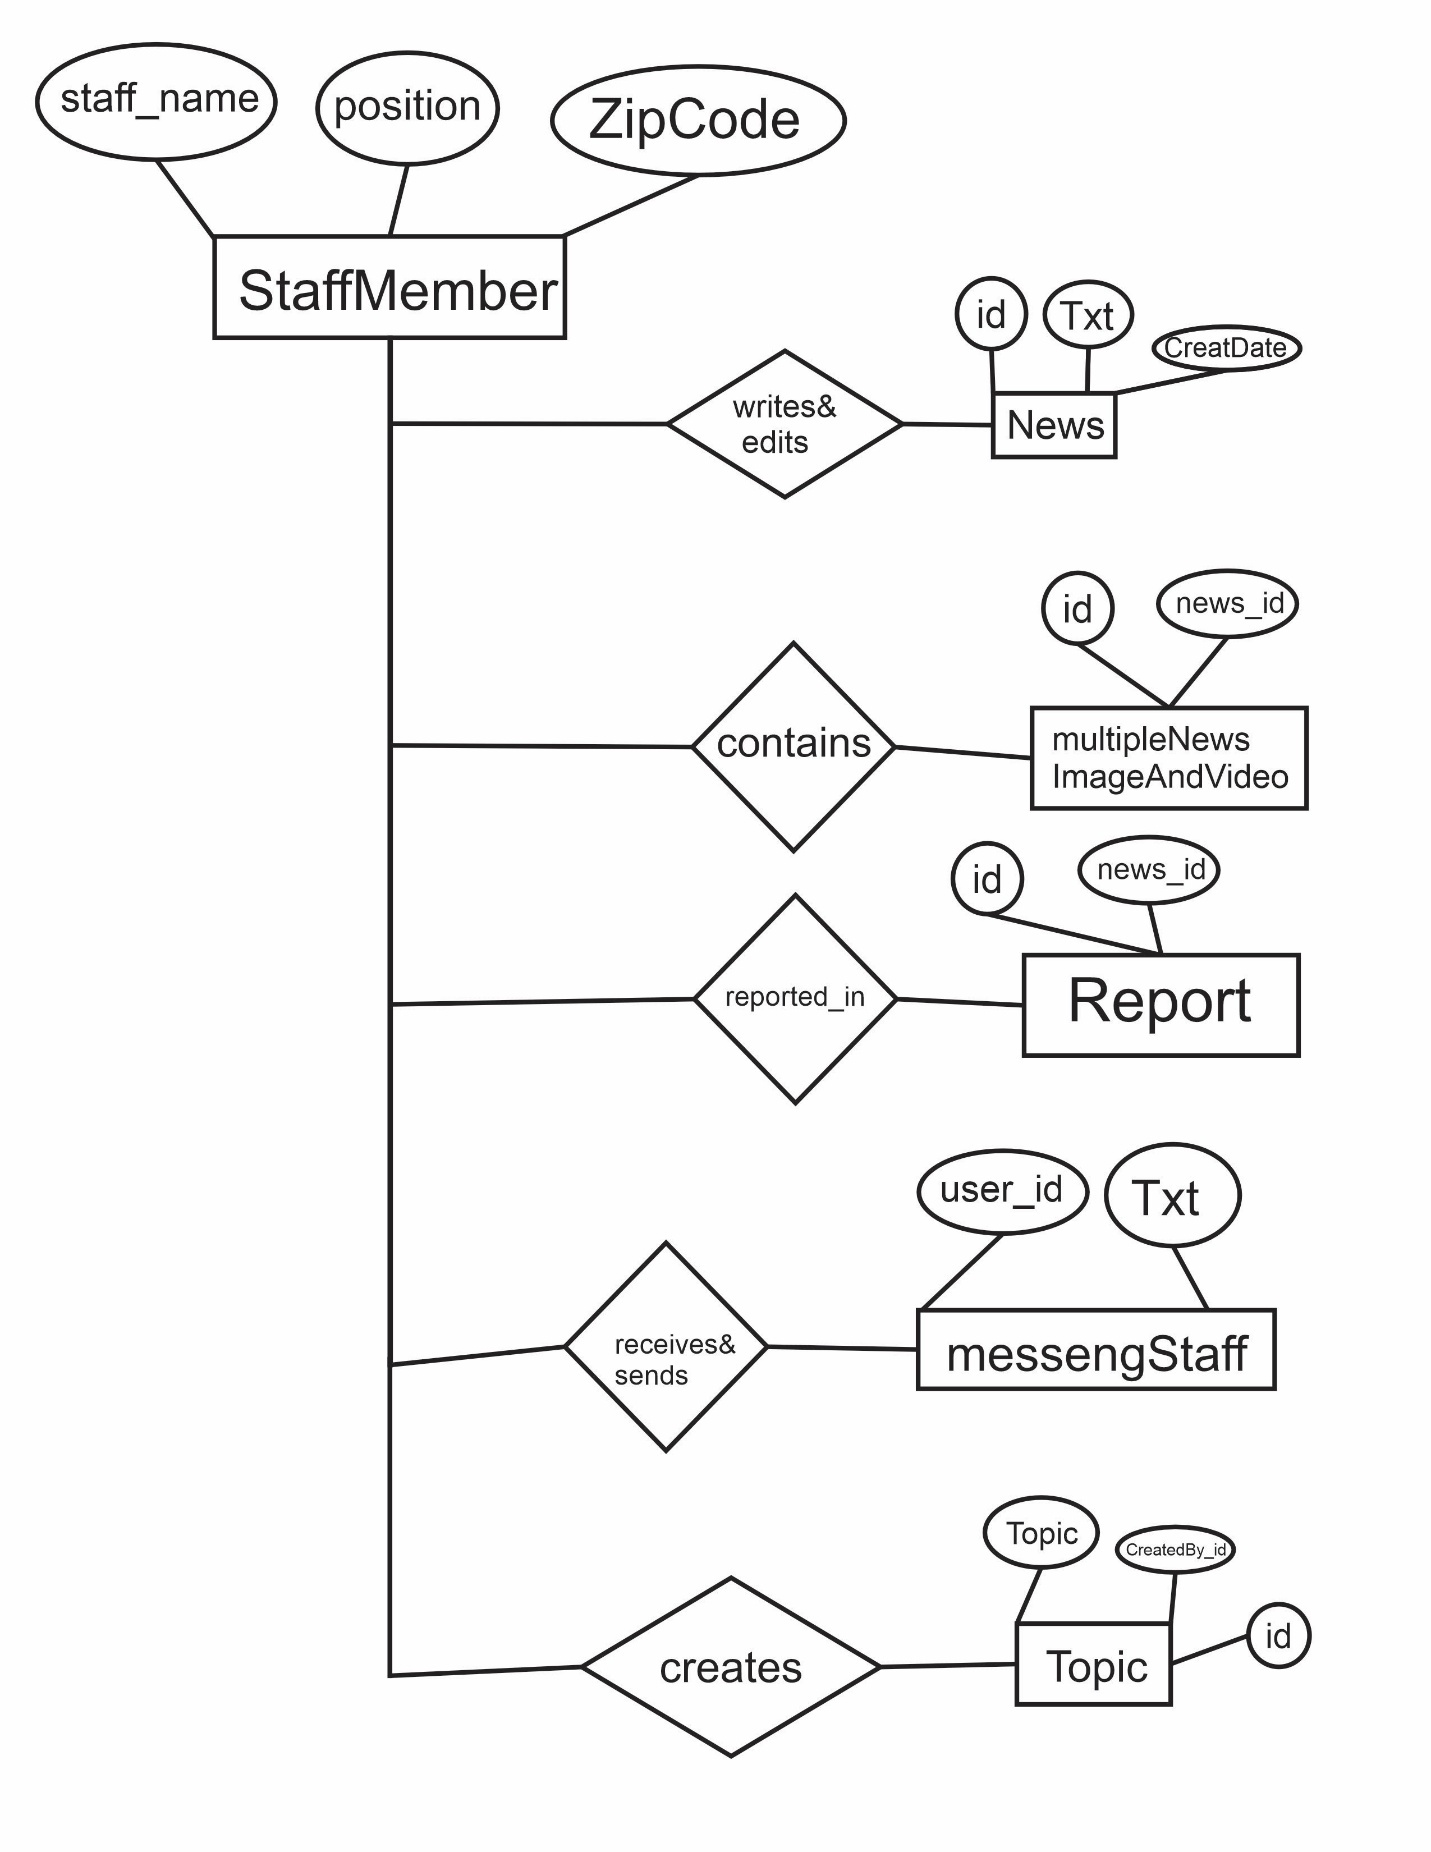 staff_name
position
ZipCode
StaffMember
id
Txt
CreatDate
writes&
edits
News
id
news_id
contains
multipleNews
ImageAndVideo
id
news_id
reported_in
Report
user_id
Txt
receives&
sends
messengStaff
Topic
CreatedBy_id
creates
Topic
id